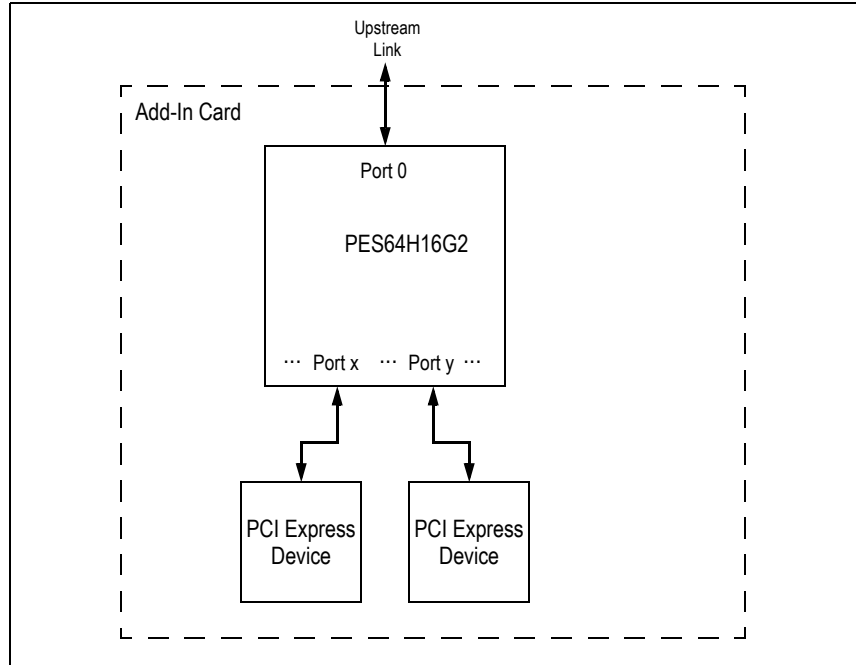 Upstream
Link
Add-In Card
Port 0
PES64H16G2
··· Port x ··· Port y ···
PCI Express
Device
PCI Express
Device